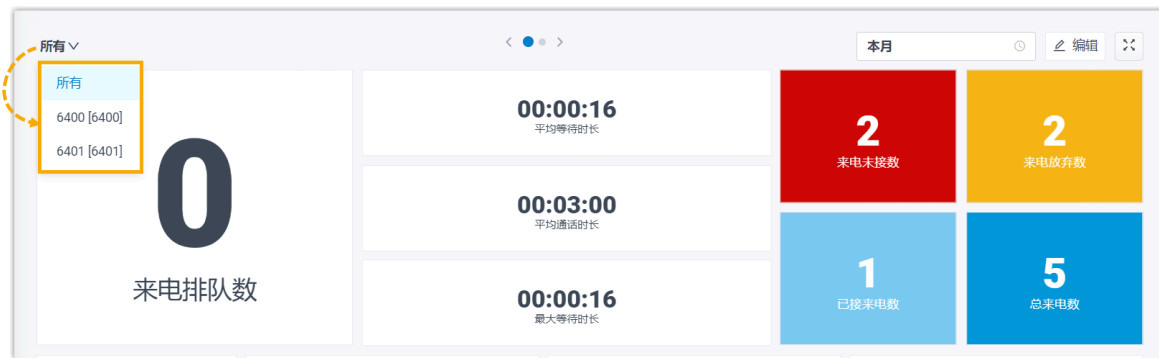 所有
本月
编辑
所有
6400 [6400]
6401 [6401]
0
来电排队数
00:00:16
平均等待时长
00:03:00
平均通话时长
00:00:16
最大等待时长
2
来电未接数
2
来电放弃数
1
已接来电数
5
总来电数